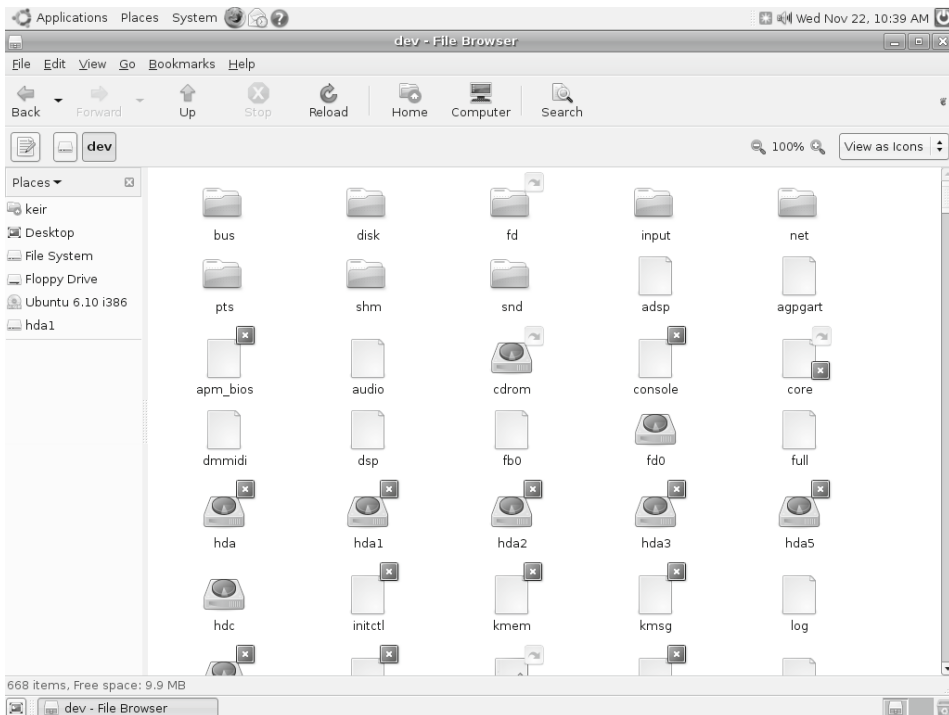 Applications Places System Wed Nov 22, 10:39 AM
dev - File Browser
File Edit View Go Bookmarks Help
Back Forward Up Stop Reload Home Computer Search
dev 100% View as Icons
Places
keir
Desktop
File System
Floppy Drive
Ubuntu 6.10 i386
hda1
bus disk fd input net
pts shm snd adsp agpgart
apm_bios audio cdrom console core
dmmidi dsp fb0 fd0 full
hda hda1 hda2 hda3 hda5
hdc initctl kmem kmsg log
668 items, Free space: 9.9 MB
dev - File Browser